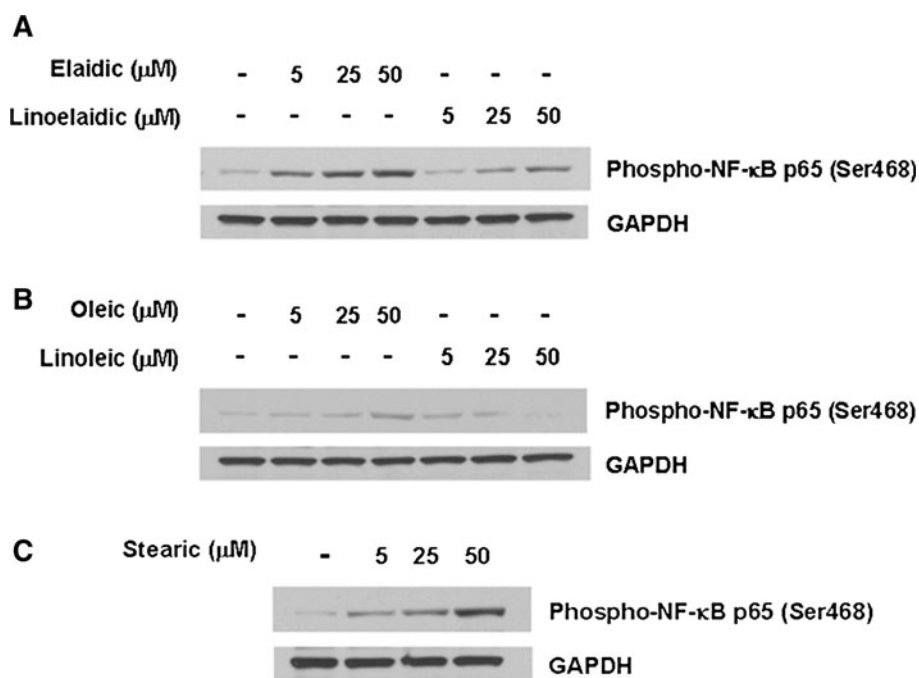 A
Elaidic (μM) - 5 25 50 - - -
Linoelaidic (μM) - - - - 5 25 50
Phospho-NF-κB p65 (Ser468)
GAPDH
B
Oleic (μM) - 5 25 50 - - -
Linoleic (μM) - - - - 5 25 50
Phospho-NF-κB p65 (Ser468)
GAPDH
C
Stearic (μM) - 5 25 50
Phospho-NF-κB p65 (Ser468)
GAPDH